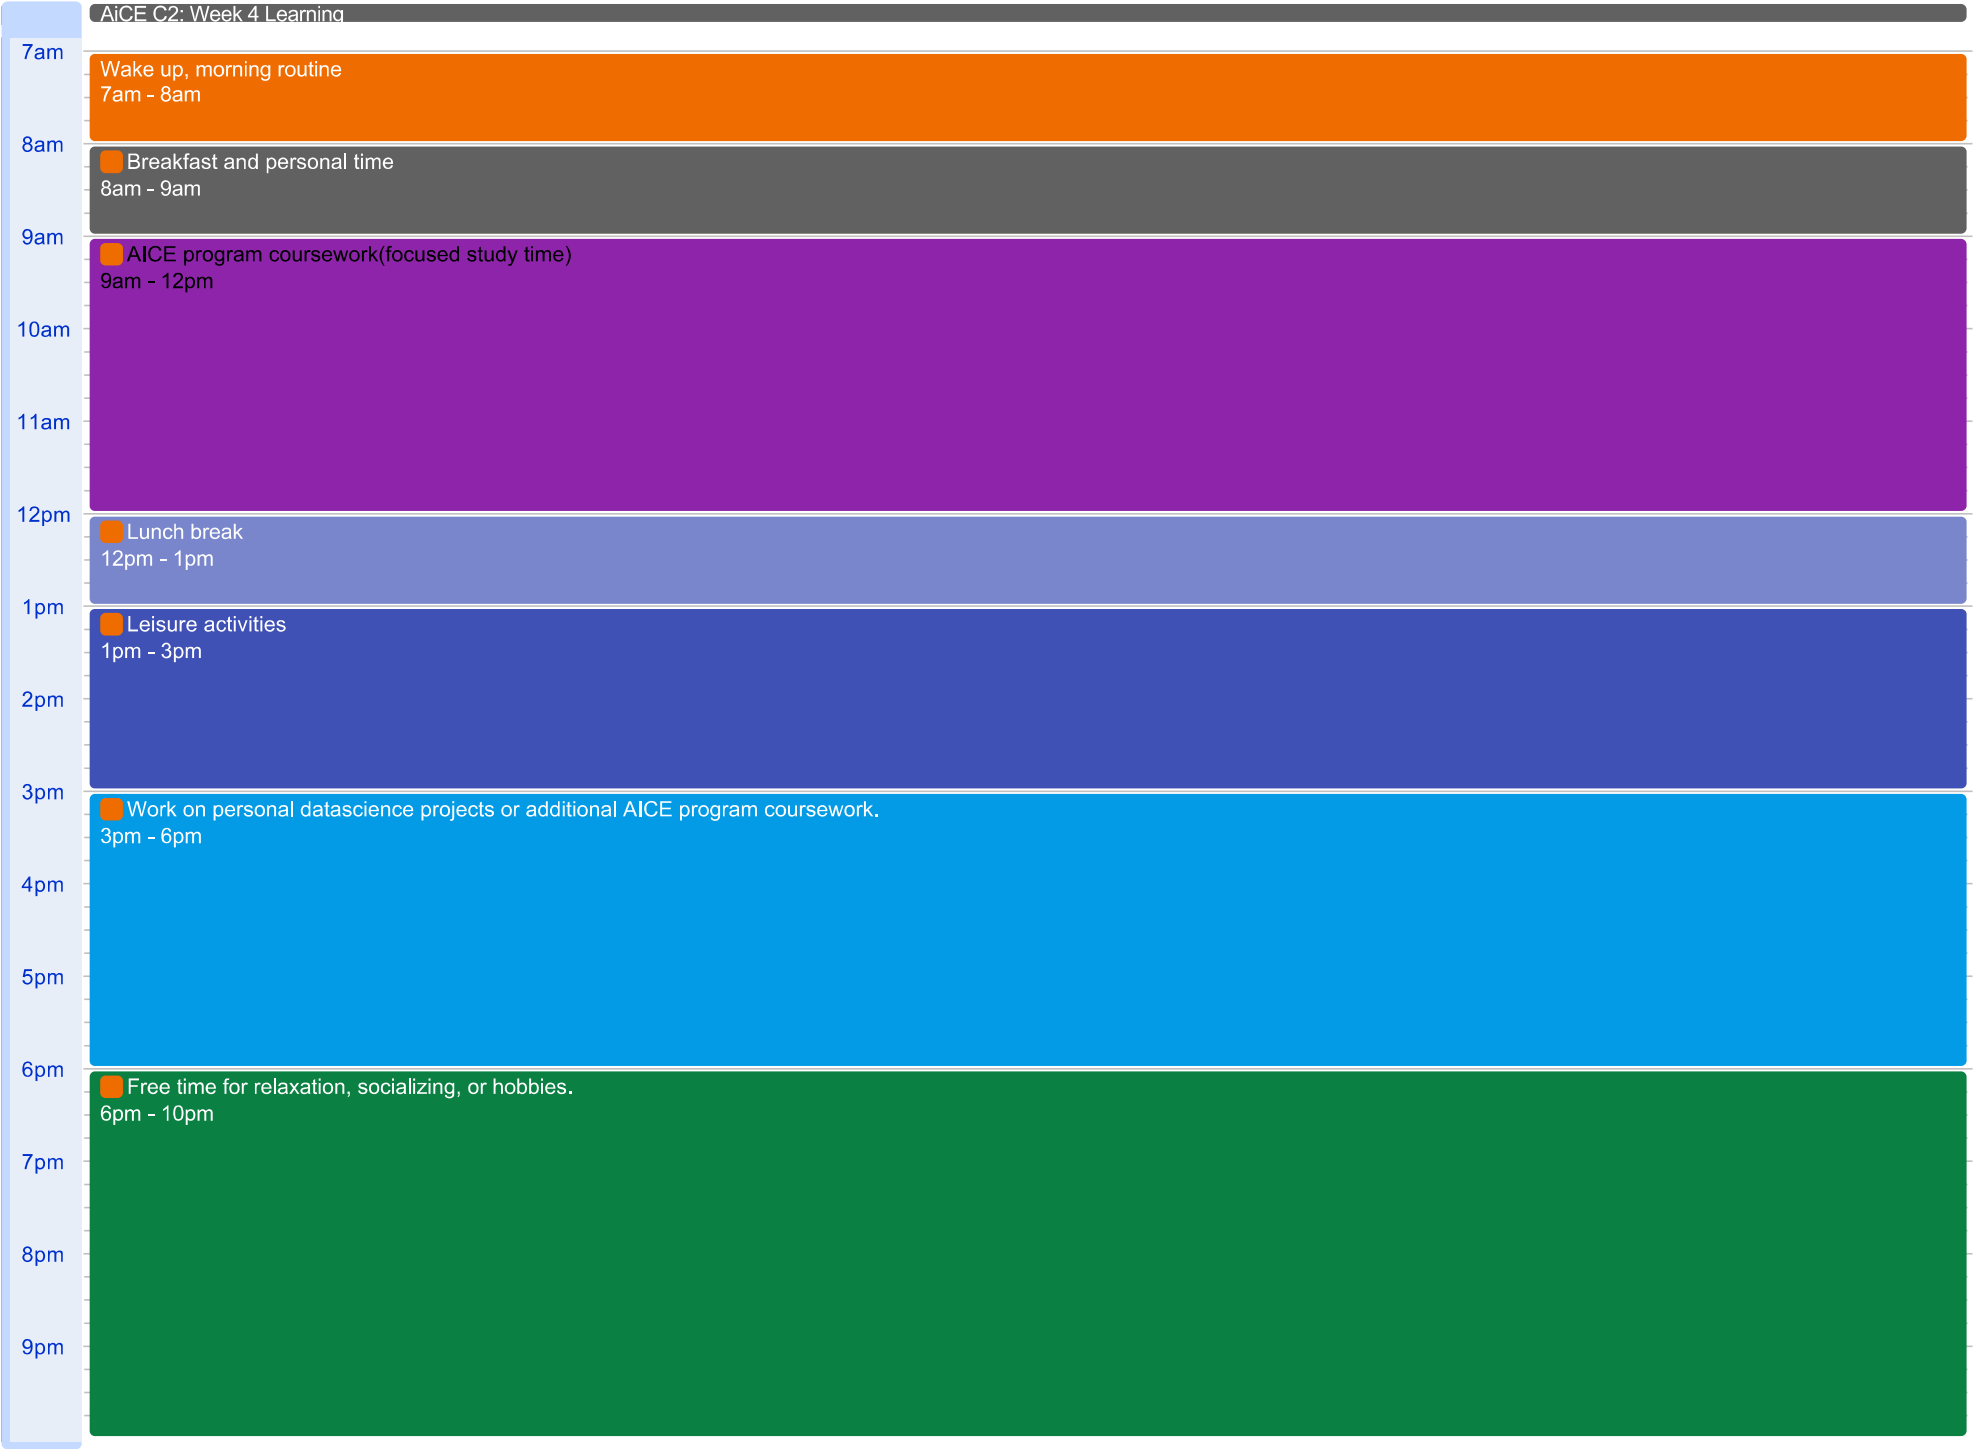 AiCE C2: Week 4 Learning
7am
Wake up, morning routine
7am - 8am
8am
Breakfast and personal time
8am - 9am
9am
AICE program coursework(focused study time)
9am - 12pm
10am
11am
12pm
Lunch break
12pm - 1pm
1pm
Leisure activities
1pm - 3pm
2pm
3pm
Work on personal datascience projects or additional AICE program coursework.
3pm - 6pm
4pm
5pm
6pm
Free time for relaxation, socializing, or hobbies.
6pm - 10pm
7pm
8pm
9pm